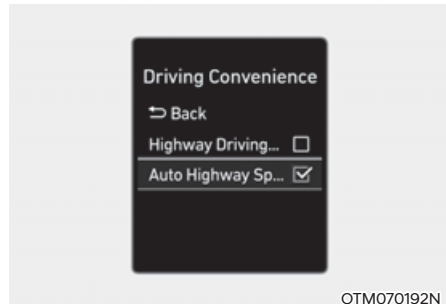 Driving Convenience
Back
Highway Driving...
Auto Highway Sp...
OTM070192N